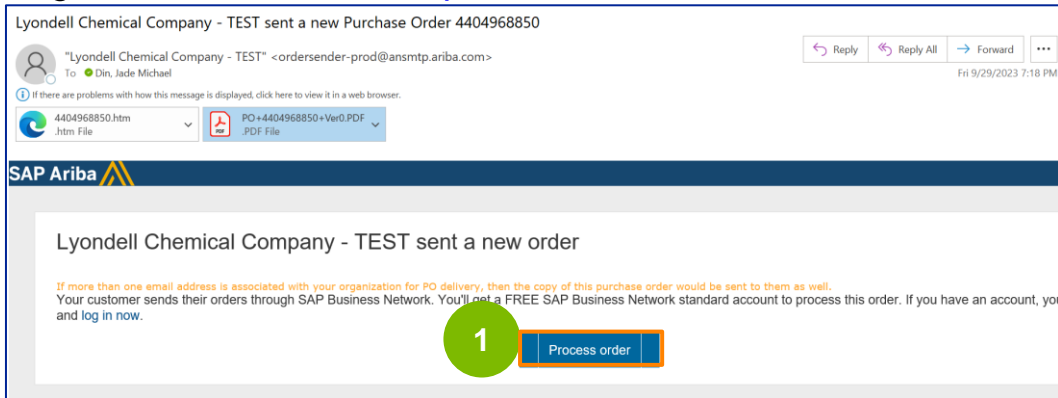 Lyondell Chemical Company - TEST sent a new Purchase Order 4404968850
"Lyondell Chemical Company - TEST" <ordersender-prod@ansmtp.ariba.com>
To Din, Jade Michael
Reply Reply All Forward
Fri 9/29/2023 7:18 PM
If there are problems with how this message is displayed, click here to view it in a web browser.
4404968850.htm
.htm File
PO+4404968850+Ver0.PDF
.PDF File
SAP Ariba
Lyondell Chemical Company - TEST sent a new order
If more than one email address is associated with your organization for PO delivery, then the copy of this purchase order would be sent to them as well.
Your customer sends their orders through SAP Business Network. You'll get a FREE SAP Business Network standard account to process this order. If you have an account, you
and log in now.
1
Process order